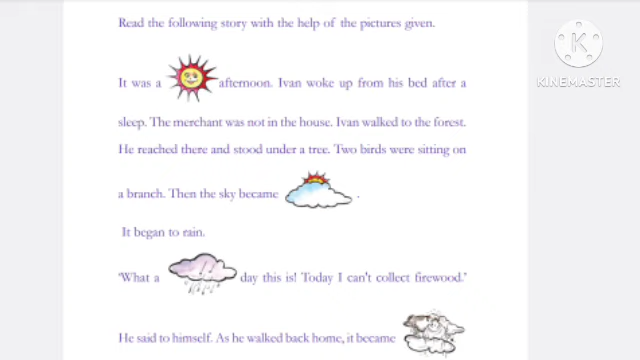 Read the following story with the help of the pictures given.
KINEMASTER
It was a afternoon. Ivan woke up from his bed after a
sleep. The merchant was not in the house. Ivan walked to the forest.
He reached there and stood under a tree. Two birds were sitting on
a branch. Then the sky became .
It began to rain.
'What a day this is! Today I can't collect firewood.'
He said to himself. As he walked back home, it became